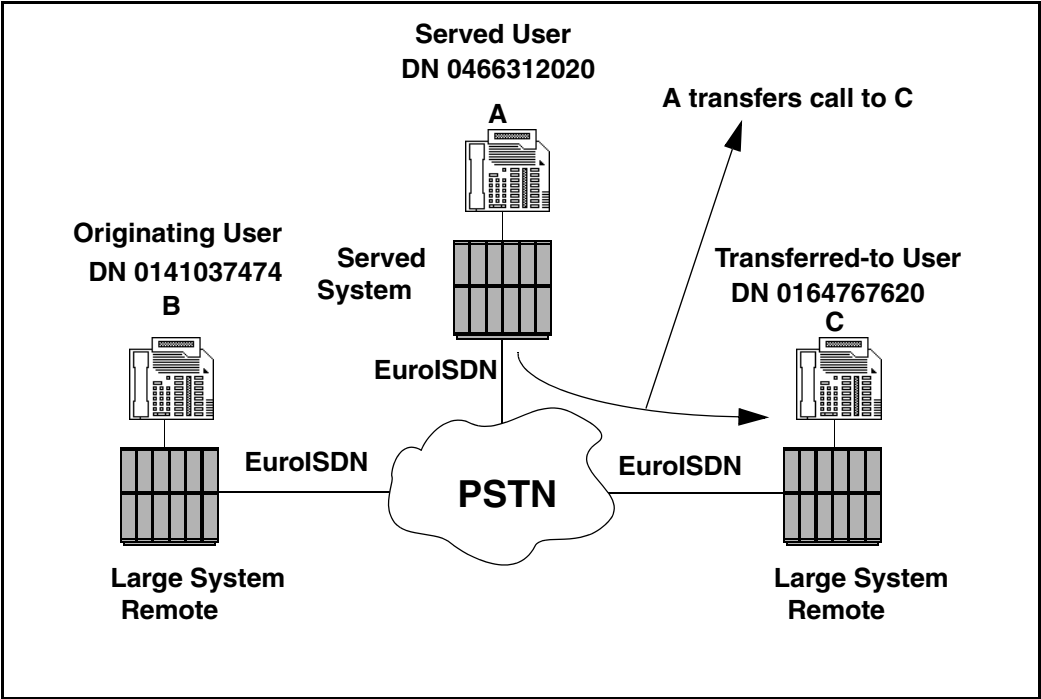 Served User
DN 0466312020
A
A transfers call to C
Originating User
DN 0141037474
B
Served
System
Transferred-to User
DN 0164767620
C
EuroISDN
EuroISDN
EuroISDN
PSTN
Large System
Remote
Large System
Remote